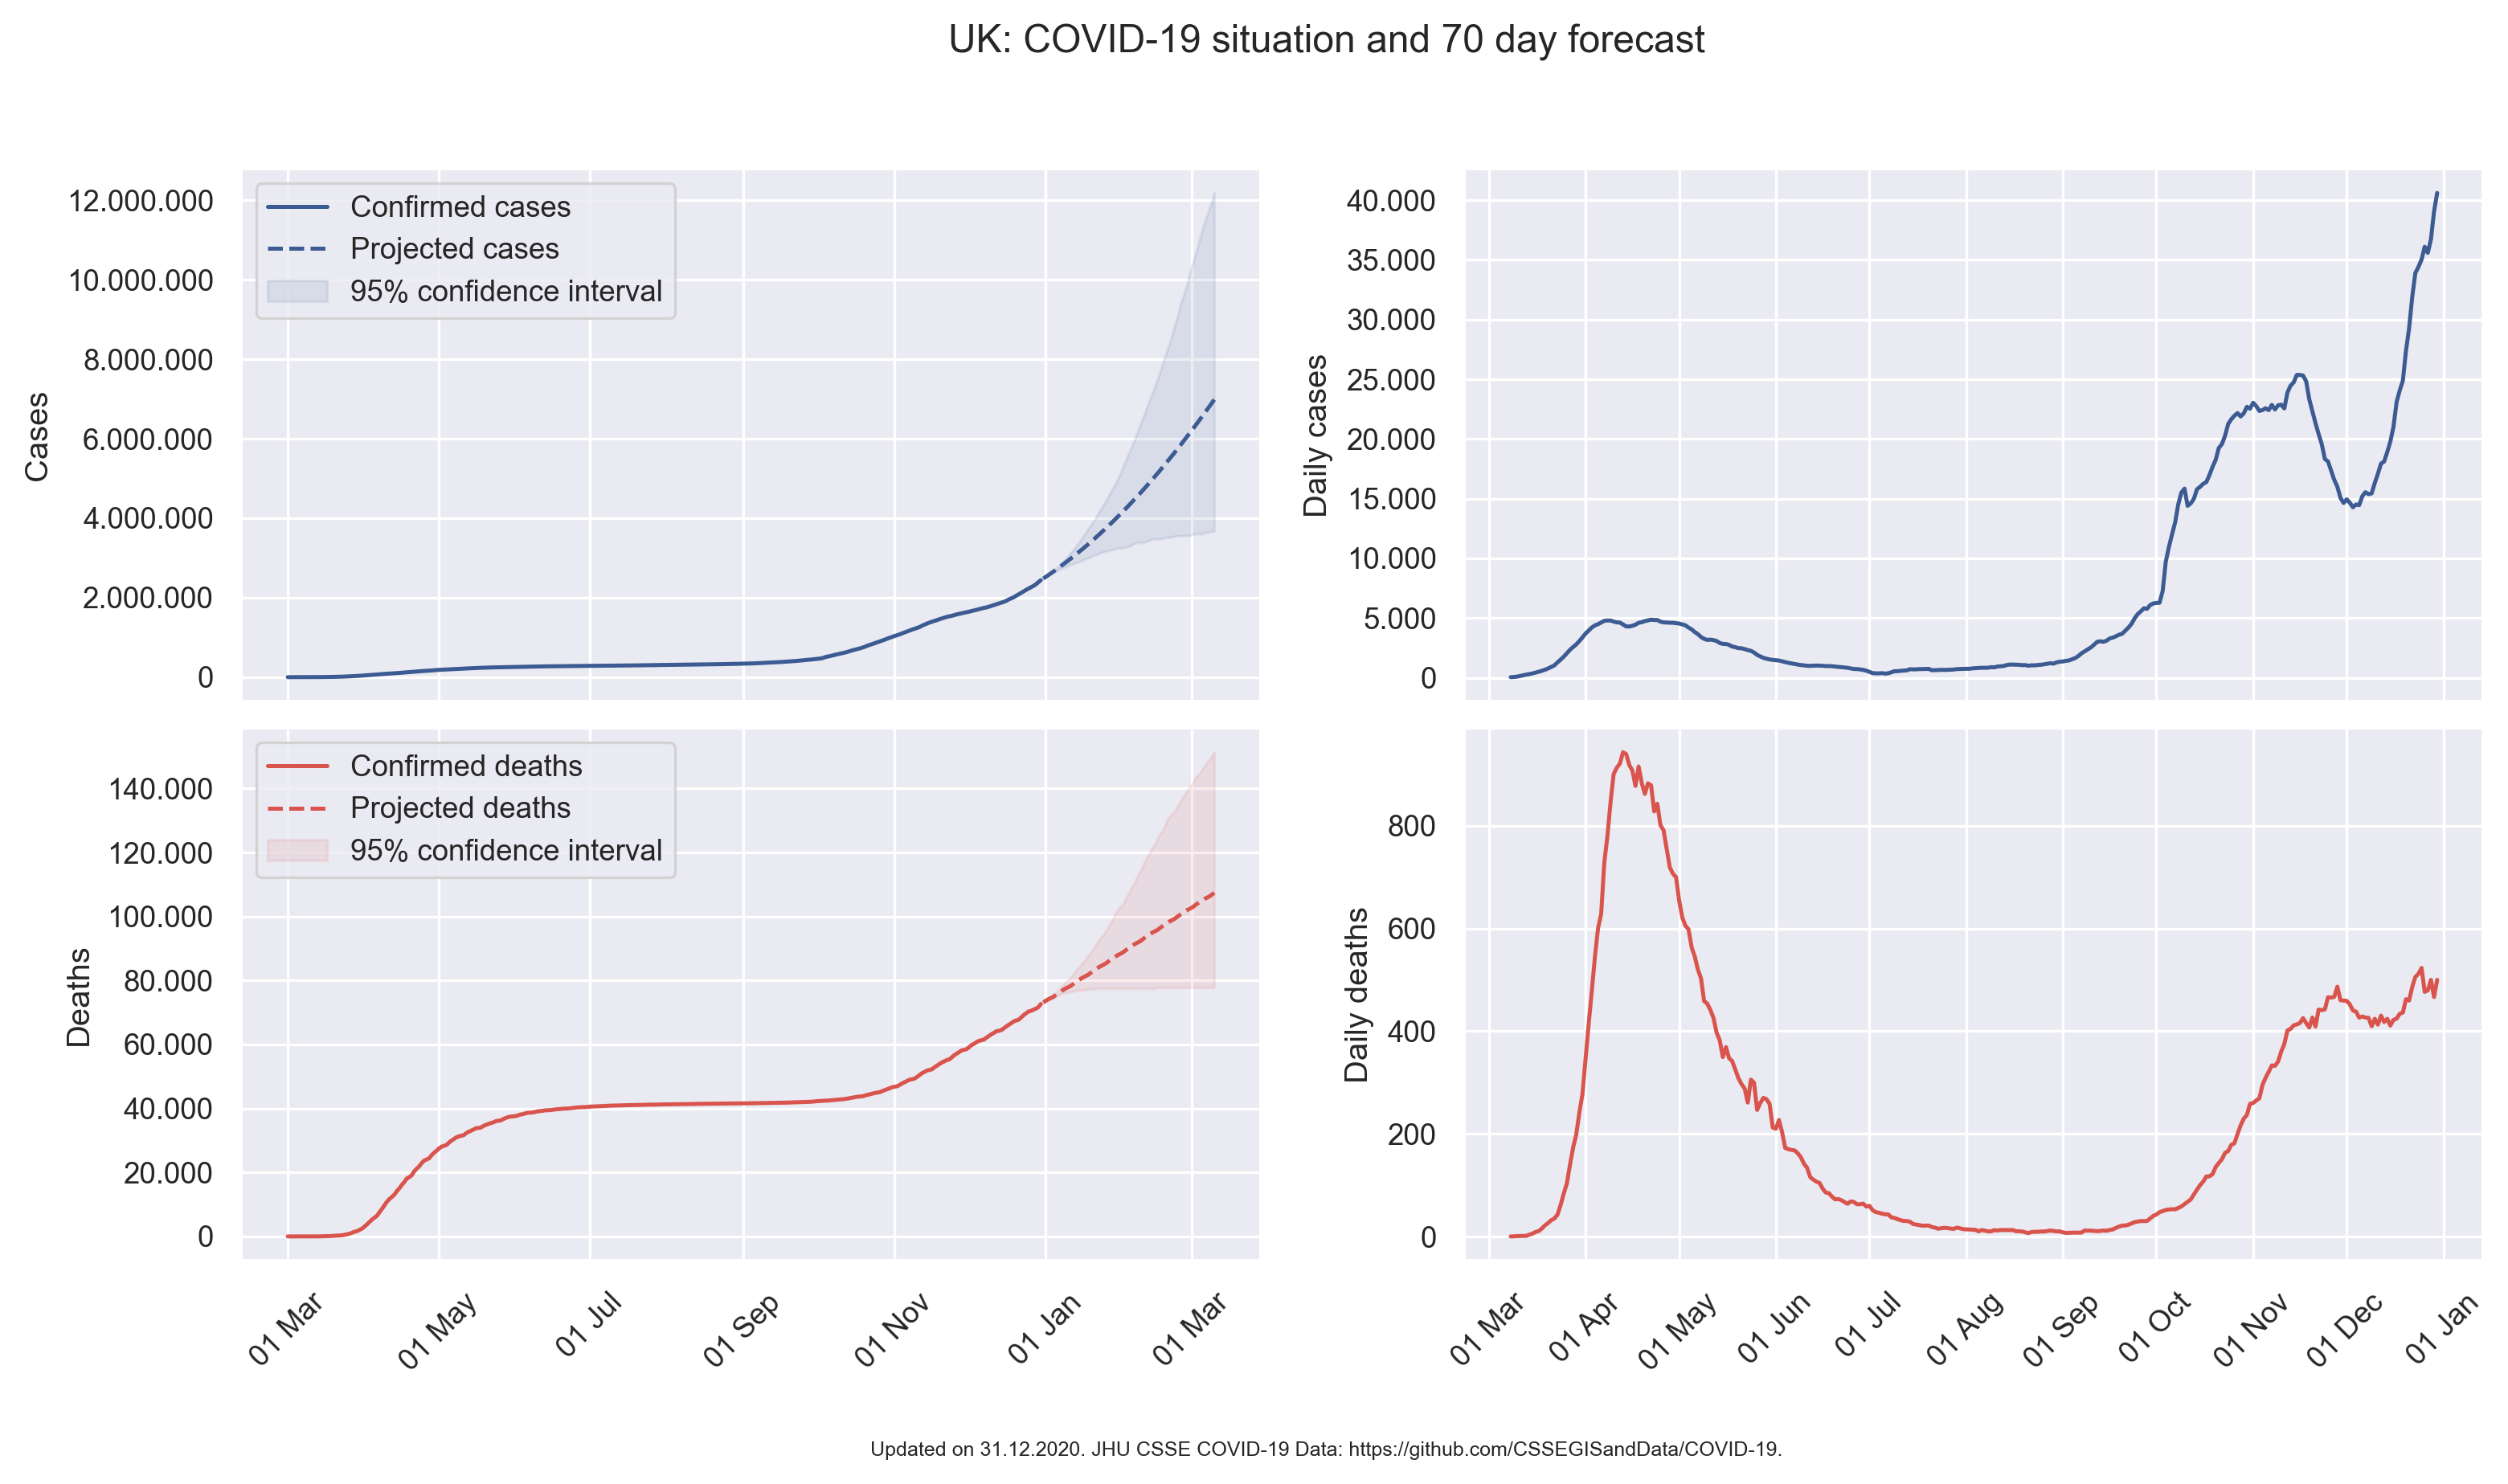 UK: COVID-19 situation and 70 day forecast
12.000.000
10.000.000
8.000.000
6.000.000
4.000.000
2.000.000
0
Cases
Confirmed cases
Projected cases
95% confidence interval
40.000
35.000
30.000
25.000
20.000
15.000
10.000
5.000
0
Daily cases
140.000
120.000
100.000
80.000
60.000
40.000
20.000
0
Deaths
Confirmed deaths
Projected deaths
95% confidence interval
01 Mar
01 May
01 Jul
01 Sep
01 Nov
01 Jan
01 Mar
800
600
400
200
0
Daily deaths
01 Mar
01 Apr
01 May
01 Jun
01 Jul
01 Aug
01 Sep
01 Oct
01 Nov
01 Dec
01 Jan
Updated on 31.12.2020. JHU CSSE COVID-19 Data: https://github.com/CSSEGISandData/COVID-19.